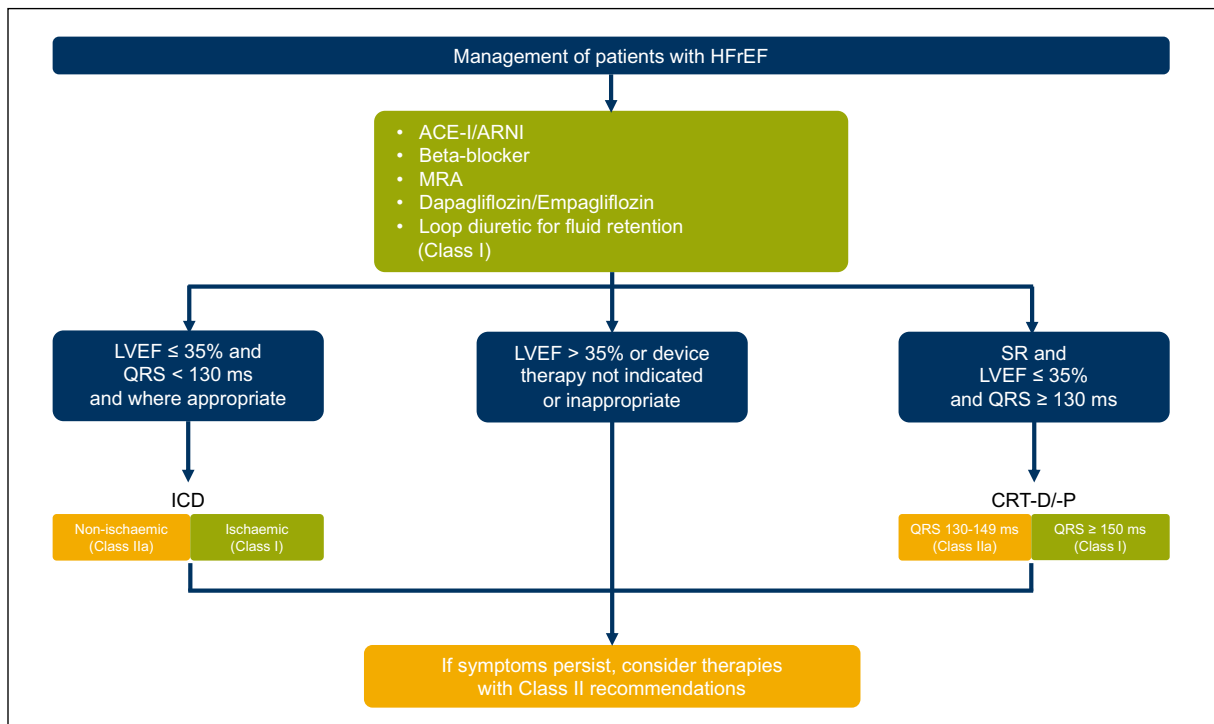 Management of patients with HFrEF
• ACE-I/ARNI
• Beta-blocker
• MRA
• Dapagliflozin/Empagliflozin
• Loop diuretic for fluid retention
(Class I)
LVEF ≤ 35% and
QRS < 130 ms
and where appropriate
LVEF > 35% or device
therapy not indicated
or inappropriate
SR and
LVEF ≤ 35%
and QRS ≥ 130 ms
ICD
Non-ischaemic
(Class IIa)
Ischaemic
(Class I)
CRT-D/-P
QRS 130-149 ms
(Class IIa)
QRS ≥ 150 ms
(Class I)
If symptoms persist, consider therapies
with Class II recommendations